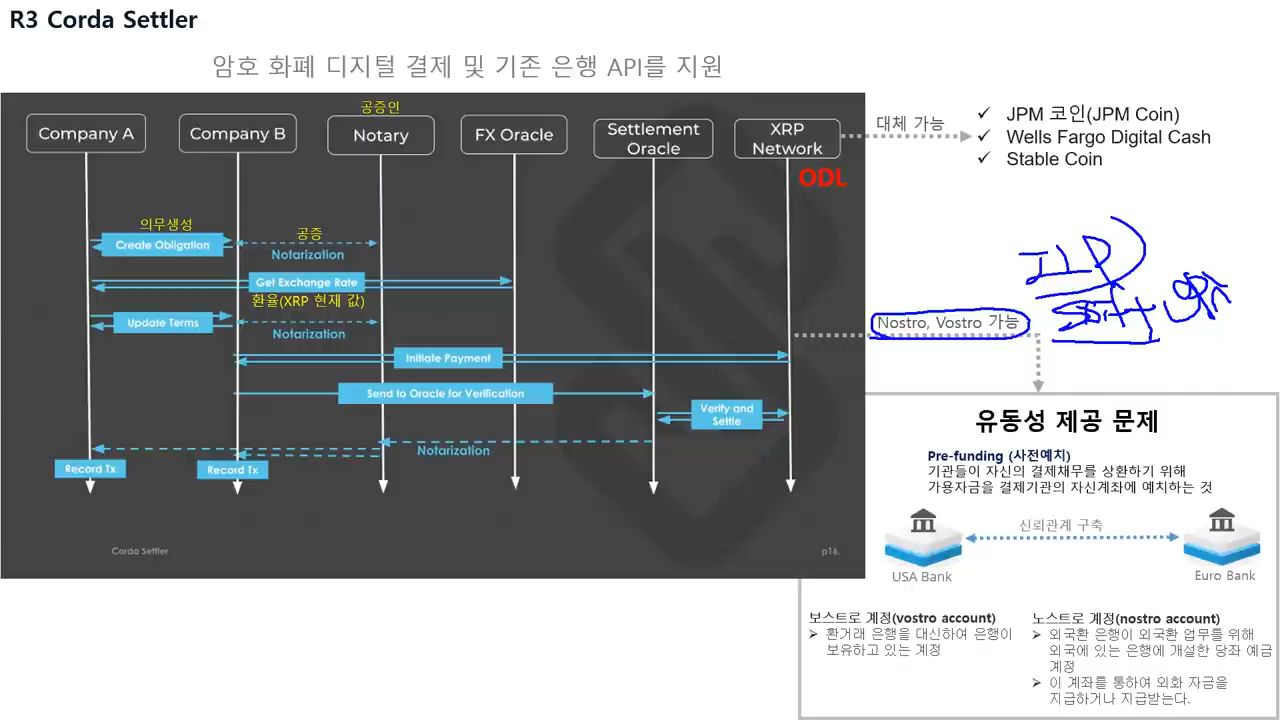 R3 Corda Settler
암호 화폐 디지털 결제 및 기존 은행 API를 지원
공증인
Company A
Company B
Notary
FX Oracle
Settlement
Oracle
XRP
Network
ODL
대체 가능
✓ JPM 코인(JPM Coin)
✓ Wells Fargo Digital Cash
✓ Stable Coin
의무생성
Create Obligation
공증
Notarization
Get Exchange Rate
환율(XRP 현재 값)
Update Terms
Notarization
Initiate Payment
Send to Oracle for Verification
Verify and
Settle
Notarization
Record Tx
Record Tx
Corda Settler
p16.
ILP
Nostro, Vostro 가능
유동성 제공 문제
Pre-funding (사전예치)
기관들이 자신의 결제채무를 상환하기 위해
가용자금을 결제기관의 자신계좌에 예치하는 것
신뢰관계 구축
USA Bank
Euro Bank
보스트로 계정(vostro account)
➢ 환거래 은행을 대신하여 은행이
보유하고 있는 계정
노스트로 계정(nostro account)
➢ 외국환 은행이 외국환 업무를 위해
외국에 있는 은행에 개설한 당좌 예금
계정
➢ 이 계좌를 통하여 외화 자금을
지급하거나 지급받는다.